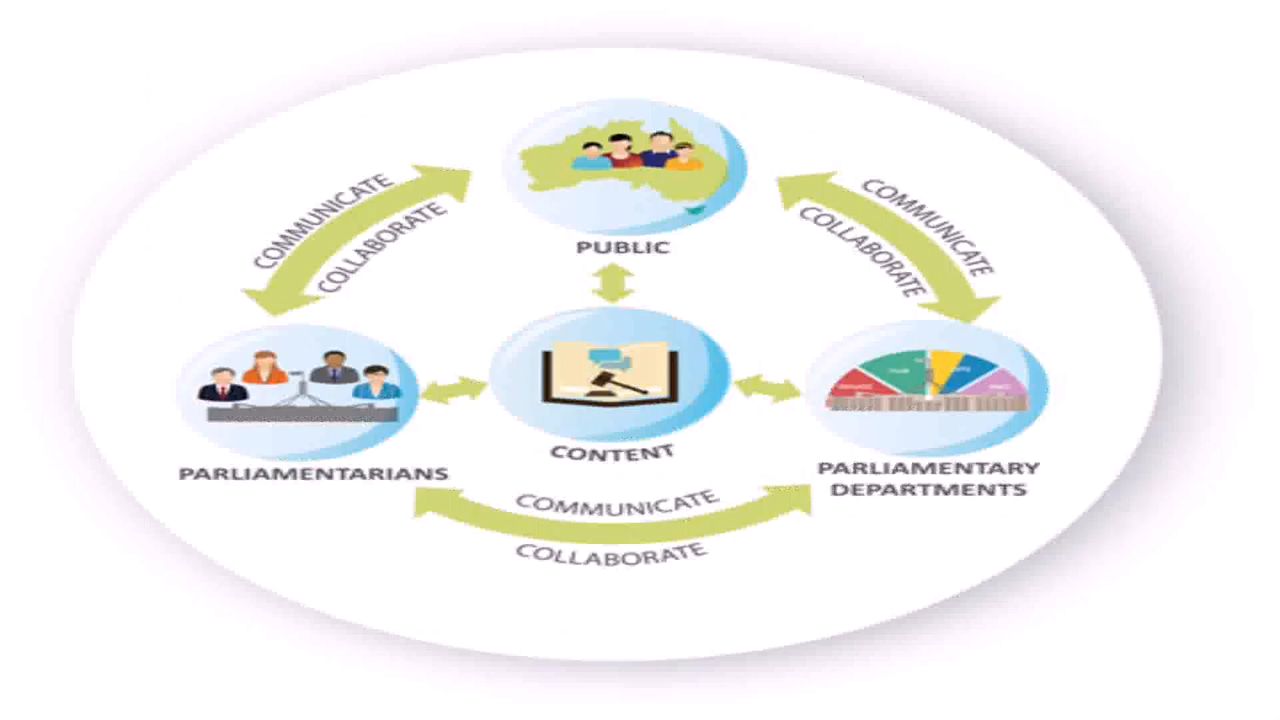 COMMUNICATE
COLLABORATE
PUBLIC
COMMUNICATE
COLLABORATE
PARLIAMENTARIANS
CONTENT
PARLIAMENTARY
DEPARTMENTS
COMMUNICATE
COLLABORATE